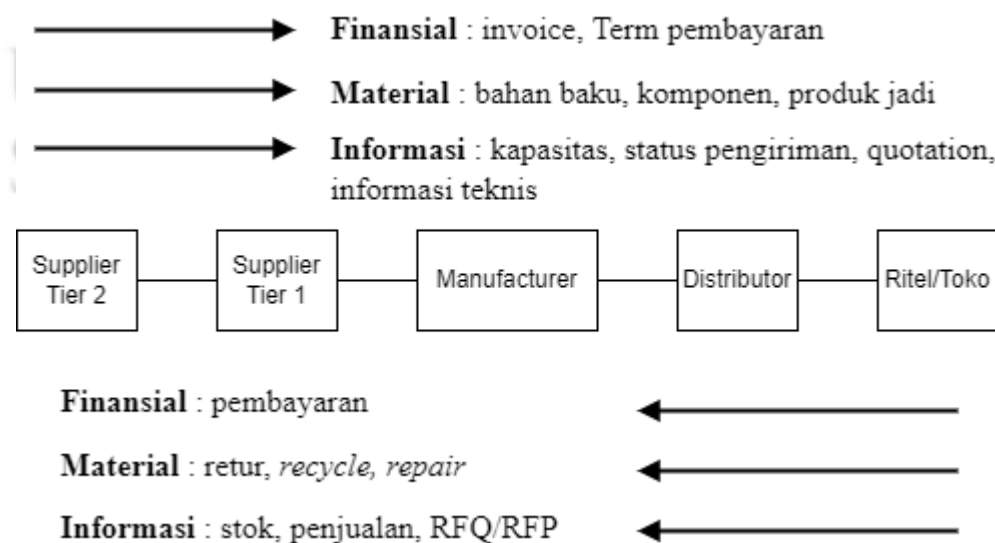 Finansial : invoice, Term pembayaran
Material : bahan baku, komponen, produk jadi
Informasi : kapasitas, status pengiriman, quotation,
informasi teknis
Supplier
Tier 2
Supplier
Tier 1
Manufacturer
Distributor
Ritel/Toko
Finansial : pembayaran
Material : retur, recycle, repair
Informasi : stok, penjualan, RFQ/RFP